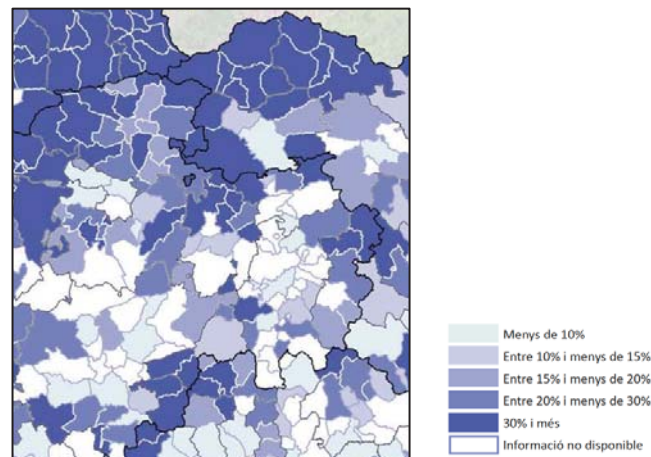 Menys de 10%
Entre 10% i menys de 15%
Entre 15% i menys de 20%
Entre 20% i menys de 30%
30% i més
Informació no disponible